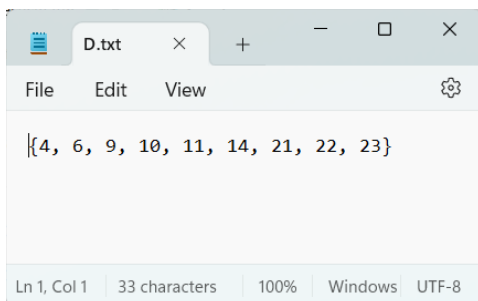 D.txt
File Edit View
{4, 6, 9, 10, 11, 14, 21, 22, 23}
Ln 1, Col 1 33 characters 100% Windows UTF-8